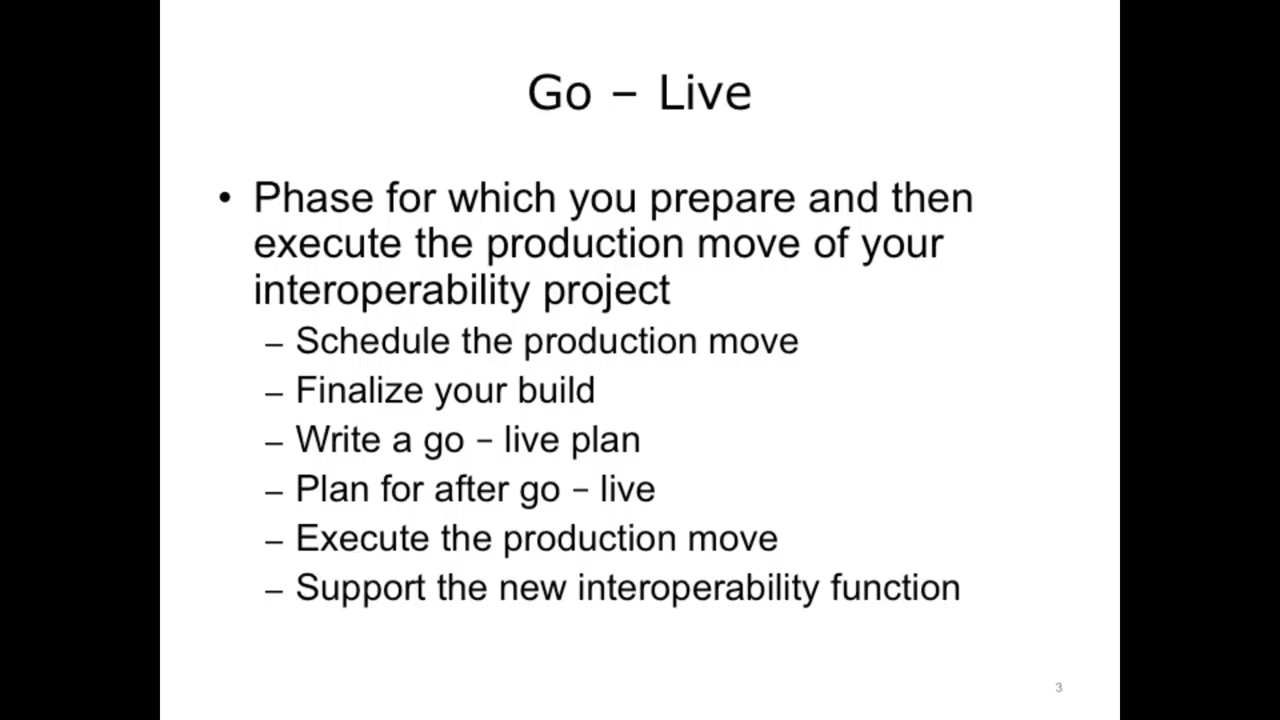 Go – Live
• Phase for which you prepare and then
execute the production move of your
interoperability project
– Schedule the production move
– Finalize your build
– Write a go – live plan
– Plan for after go – live
– Execute the production move
– Support the new interoperability function
3